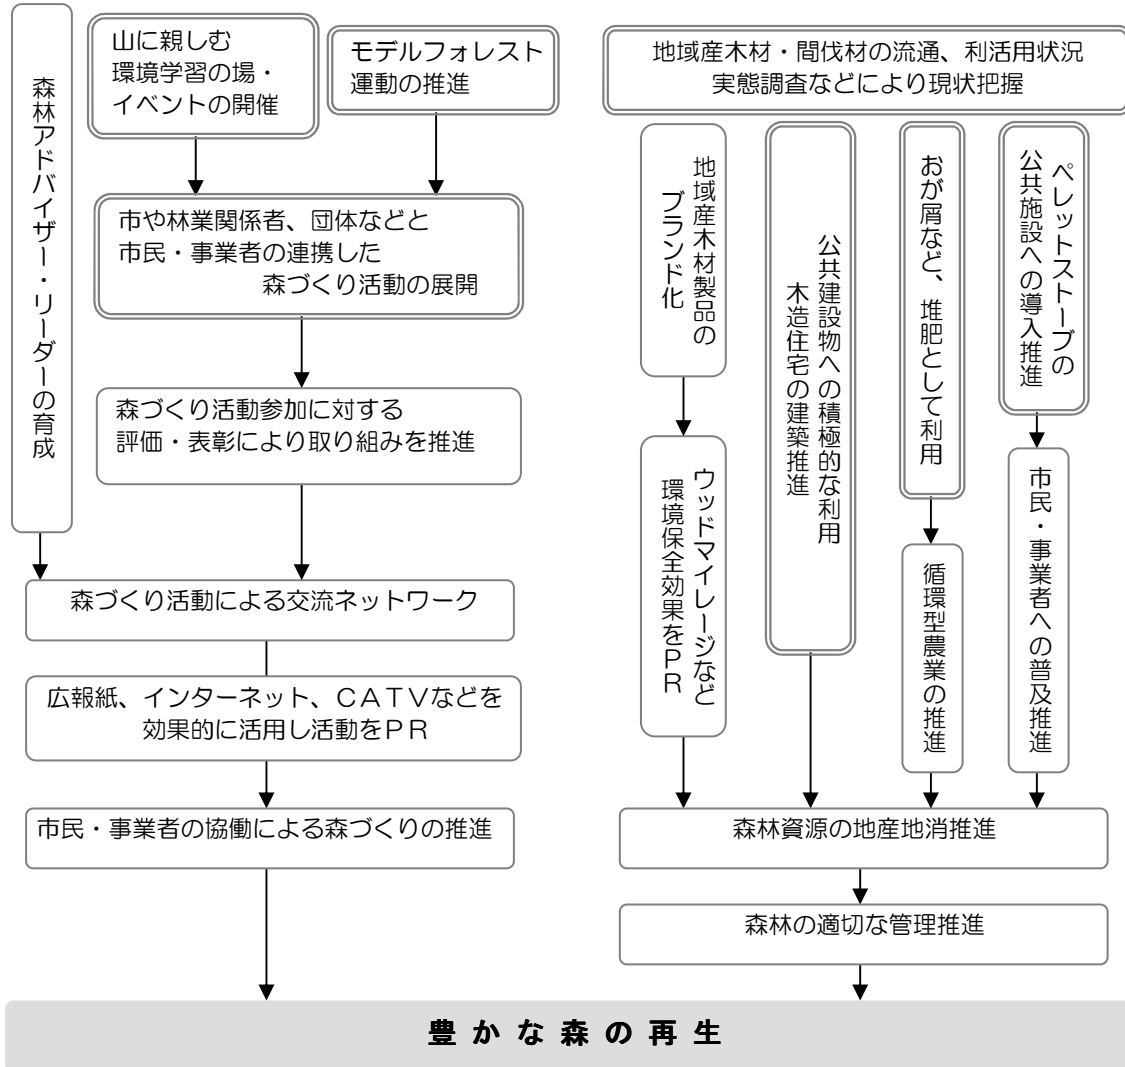 森林アドバイザー・リーダーの育成
山に親しむ
環境学習の場・
イベントの開催
モデルフォレスト
運動の推進
市や林業関係者、団体などと
市民・事業者の連携した
森づくり活動の展開
森づくり活動参加に対する
評価・表彰により取り組みを推進
森づくり活動による交流ネットワーク
広報紙、インターネット、CATVなどを
効果的に活用し活動をPR
市民・事業者の協働による森づくりの推進
地域産木材・間伐材の流通、利活用状況
実態調査などにより現状把握
地域産木材製品の
ブランド化
ウッドマイレージなど
環境保全効果をPR
公共建設物への積極的な利用
木造住宅の建築推進
おが屑など、堆肥として利用
循環型農業の推進
ペレットストーブの
公共施設への導入推進
市民・事業者への普及推進
森林資源の地産地消推進
森林の適切な管理推進
豊かな森の再生